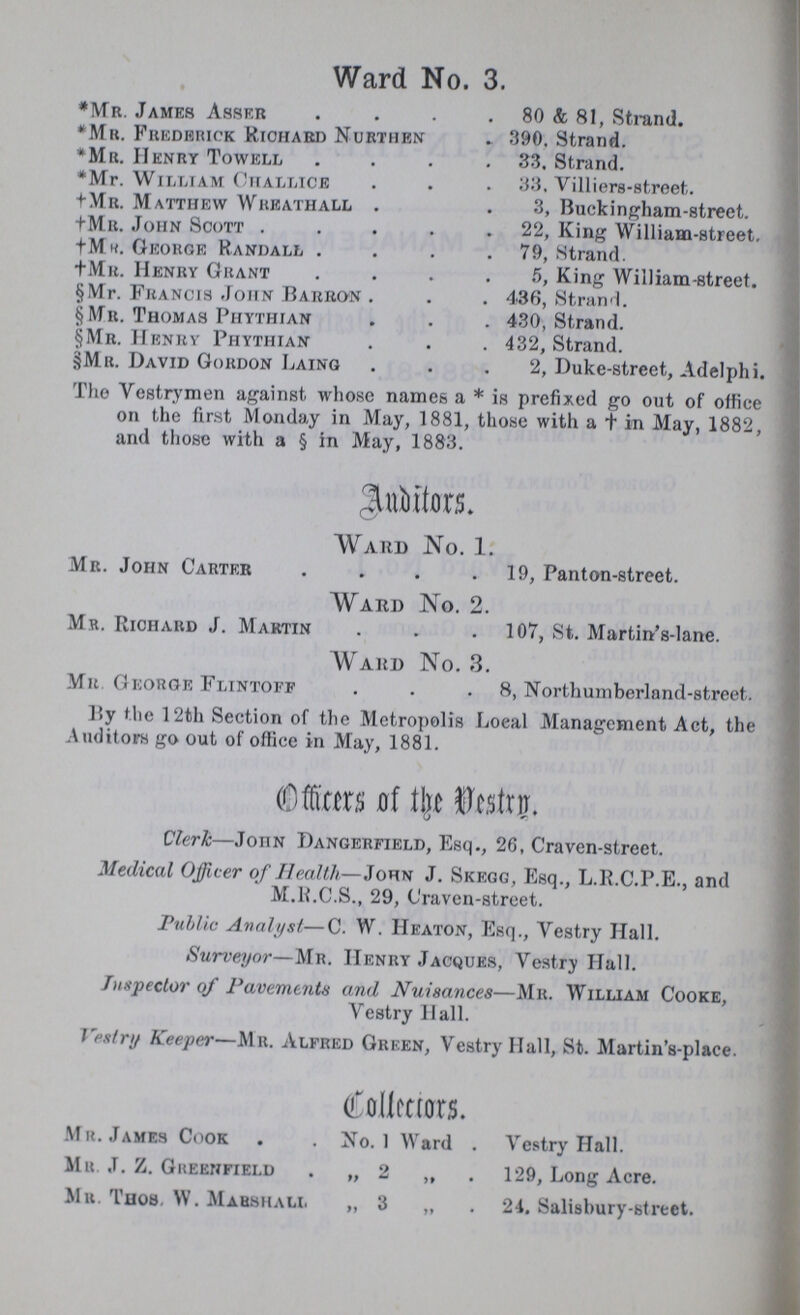 Ward No. 3.
*Mr. James Asser . . . . 80 & 81, Strand.
*Mr. Frederick Richard Nurthen . 390, Strand.
*Mr. Henry Towell . . . . 33, Strand.
*Mr. William Challice . . . 33, Villiers-street.
†Mr. Matthew Wreathall . . 3, Buckingham-street.
†Mr. John Scott . . . . . 22, King William-street.
†Mr. George Randall . . . . 79, Strand.
†Mr. Henry Grant . . . . 5, King William-street.
§Mr. Francis John Barron . . . 436, Strand.
§Mr. Thomas Phythian . . . 430, Strand.
§Mr. Henry Phythian . . . 432, Strand.
§Mr. David Gordon Laing . . . 2, Duke-street, Adelphi.
The Vestrymen against whose names a * is prefixed go out of office
on the first Monday in May, 1881, those with a † in May, 1882,
and those with a § in May, 1883.
Auditors.
Ward No. 1.
Mr. John Carter . . . . 19, Panton-street.
Ward No. 2.
Mr. Richard J. Martin . . . 107, St. Martin's-lane.
Ward No. 3.
Mr. George Flintoff . . . 8, Northumberland-street.
By the 12th Section of the Metropolis Local Management Act, the
Auditors go out of office in May, 1881.
Officers of the Vestry.
Clerk—John Dangerfield, Esq., 26, Craven-street.
Medical Officer of Health—John J. Skegg, Esq., L.R.C.P.E., and
M.R.C.S., 29, Craven-street.
Public Analyst—C. W. Heaton, Esq., Vestry Hall.
Surveyor—Mr. Henry Jacques, Vestry Hall.
Inspector of Pavements and Nuisances—Mr. William Cooke,
Vestry Hall.
Vestry Keeper—Mr. Alfred Green, Vestry Hall, St. Martin's-place.
Collectors.
Mr. James Cook . . No. 1 Ward . Vestry Hall.
Mr. J. Z. Greenfield . „ 2 „ . 129, Long Acre.
Mr. Thos. W. Marshall „ 3 „ . 24, Salisbury-street.